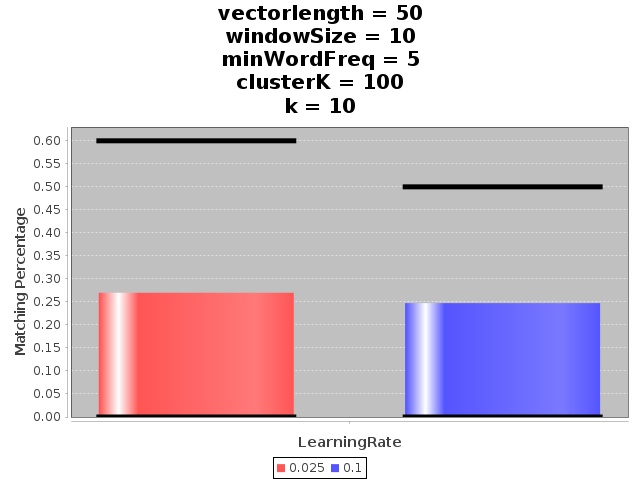 vectorlength = 50
windowSize = 10
minWordFreq = 5
clusterK = 100
k = 10
Matching Percentage
0.60
0.55
0.50
0.45
0.40
0.35
0.30
0.25
0.20
0.15
0.10
0.05
0.00
LearningRate
0.025 0.1